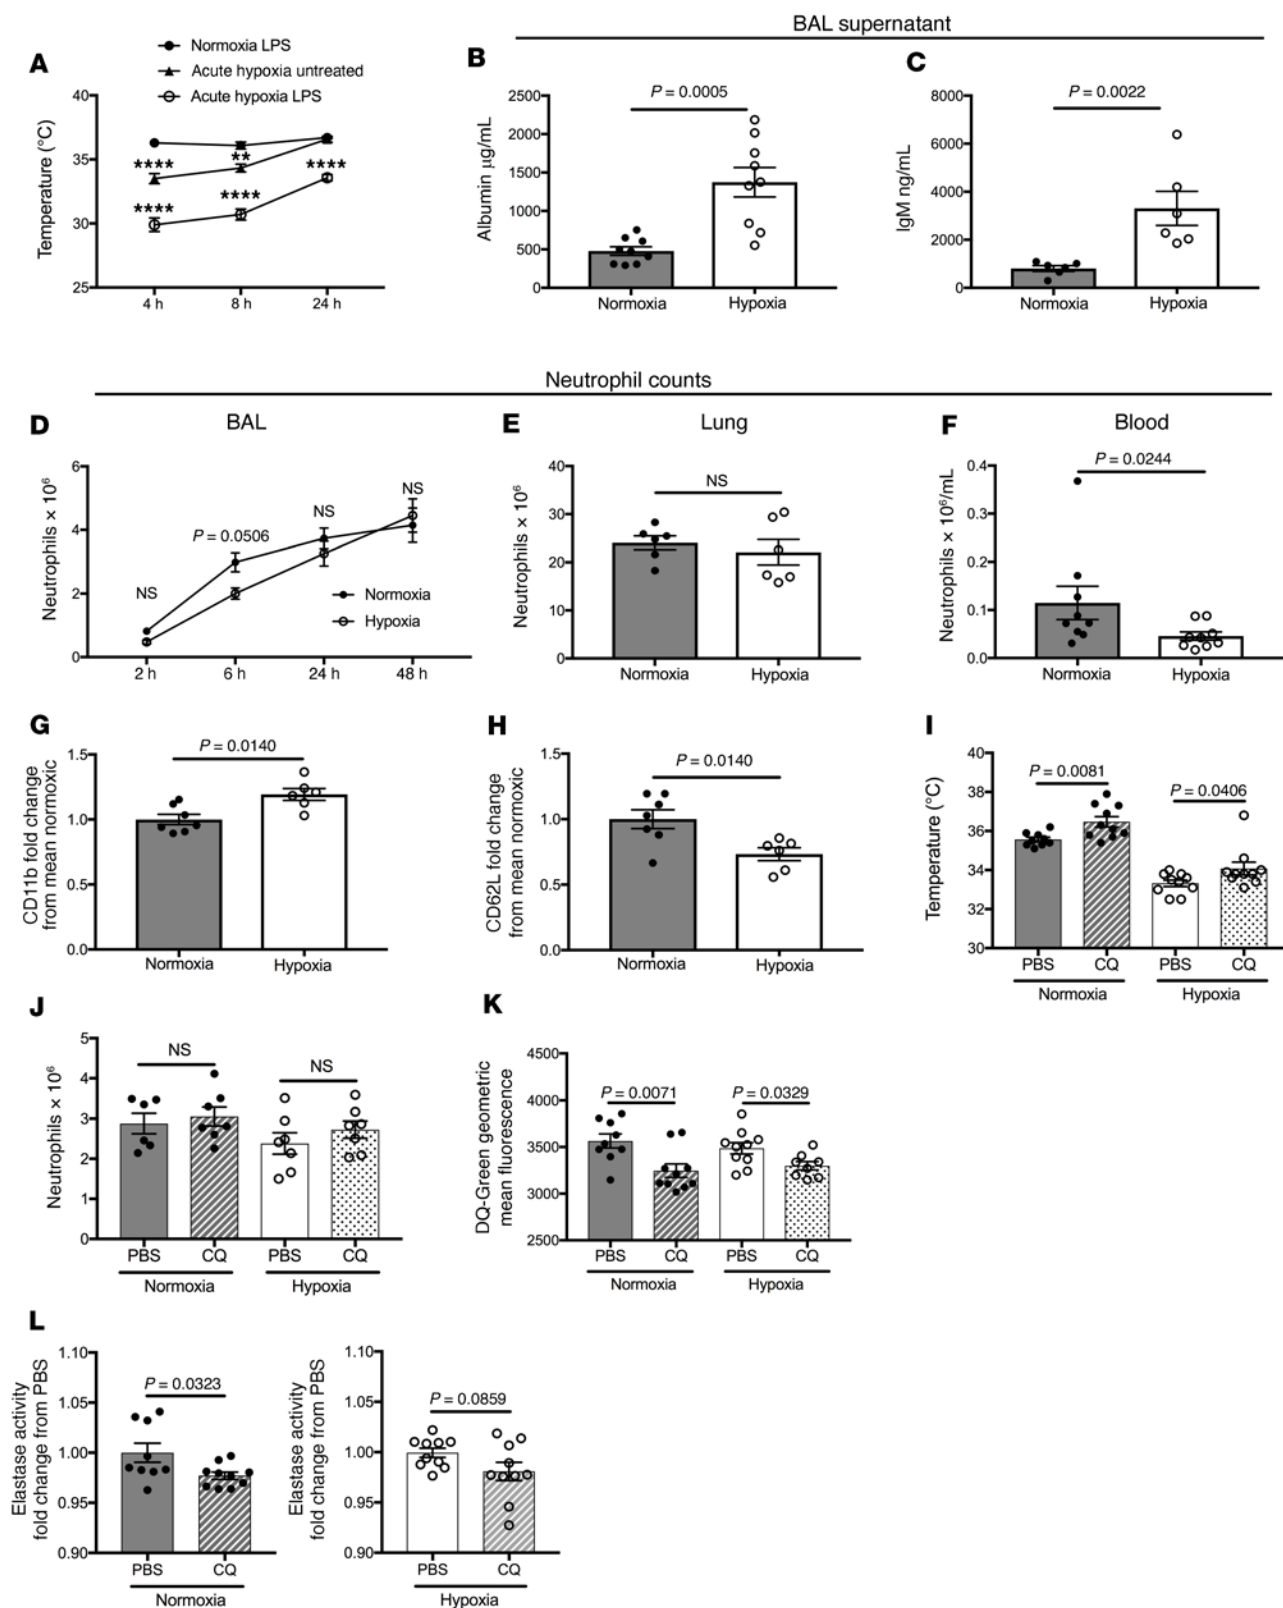 BAL supernatant
Normoxia LPS
Acute hypoxia untreated
Acute hypoxia LPS
A
Temperature (°C)
40
35
30
25
****
**
****
****
****
4 h
8 h
24 h
B
Albumin µg/mL
2500
2000
1500
1000
500
0
P = 0.0005
Normoxia
Hypoxia
C
IgM ng/mL
8000
6000
4000
2000
0
P = 0.0022
Normoxia
Hypoxia
Neutrophil counts
D
BAL
Neutrophils × 10⁶
6
4
2
0
NS
P = 0.0506
NS
NS
Normoxia
Hypoxia
2 h
6 h
24 h
48 h
E
Lung
Neutrophils × 10⁶
40
30
20
10
0
NS
Normoxia
Hypoxia
F
Blood
Neutrophils × 10⁶/mL
0.4
0.3
0.2
0.1
0.0
P = 0.0244
Normoxia
Hypoxia
G
CD11b fold change
from mean normoxic
1.5
1.0
0.5
0.0
P = 0.0140
Normoxia
Hypoxia
H
CD62L fold change
from mean normoxic
1.5
1.0
0.5
0.0
P = 0.0140
Normoxia
Hypoxia
I
Temperature (°C)
40
38
36
34
32
30
P = 0.0081
P = 0.0406
PBS
CQ
PBS
CQ
Normoxia
Hypoxia
J
Neutrophils × 10⁶
5
4
3
2
1
0
NS
NS
PBS
CQ
PBS
CQ
Normoxia
Hypoxia
K
DQ-Green geometric
mean fluorescence
4500
4000
3500
3000
2500
P = 0.0071
P = 0.0329
PBS
CQ
PBS
CQ
Normoxia
Hypoxia
L
Elastase activity
fold change from PBS
1.10
1.05
1.00
0.95
0.90
P = 0.0323
PBS
CQ
Normoxia
Elastase activity
fold change from PBS
1.10
1.05
1.00
0.95
0.90
P = 0.0859
PBS
CQ
Hypoxia